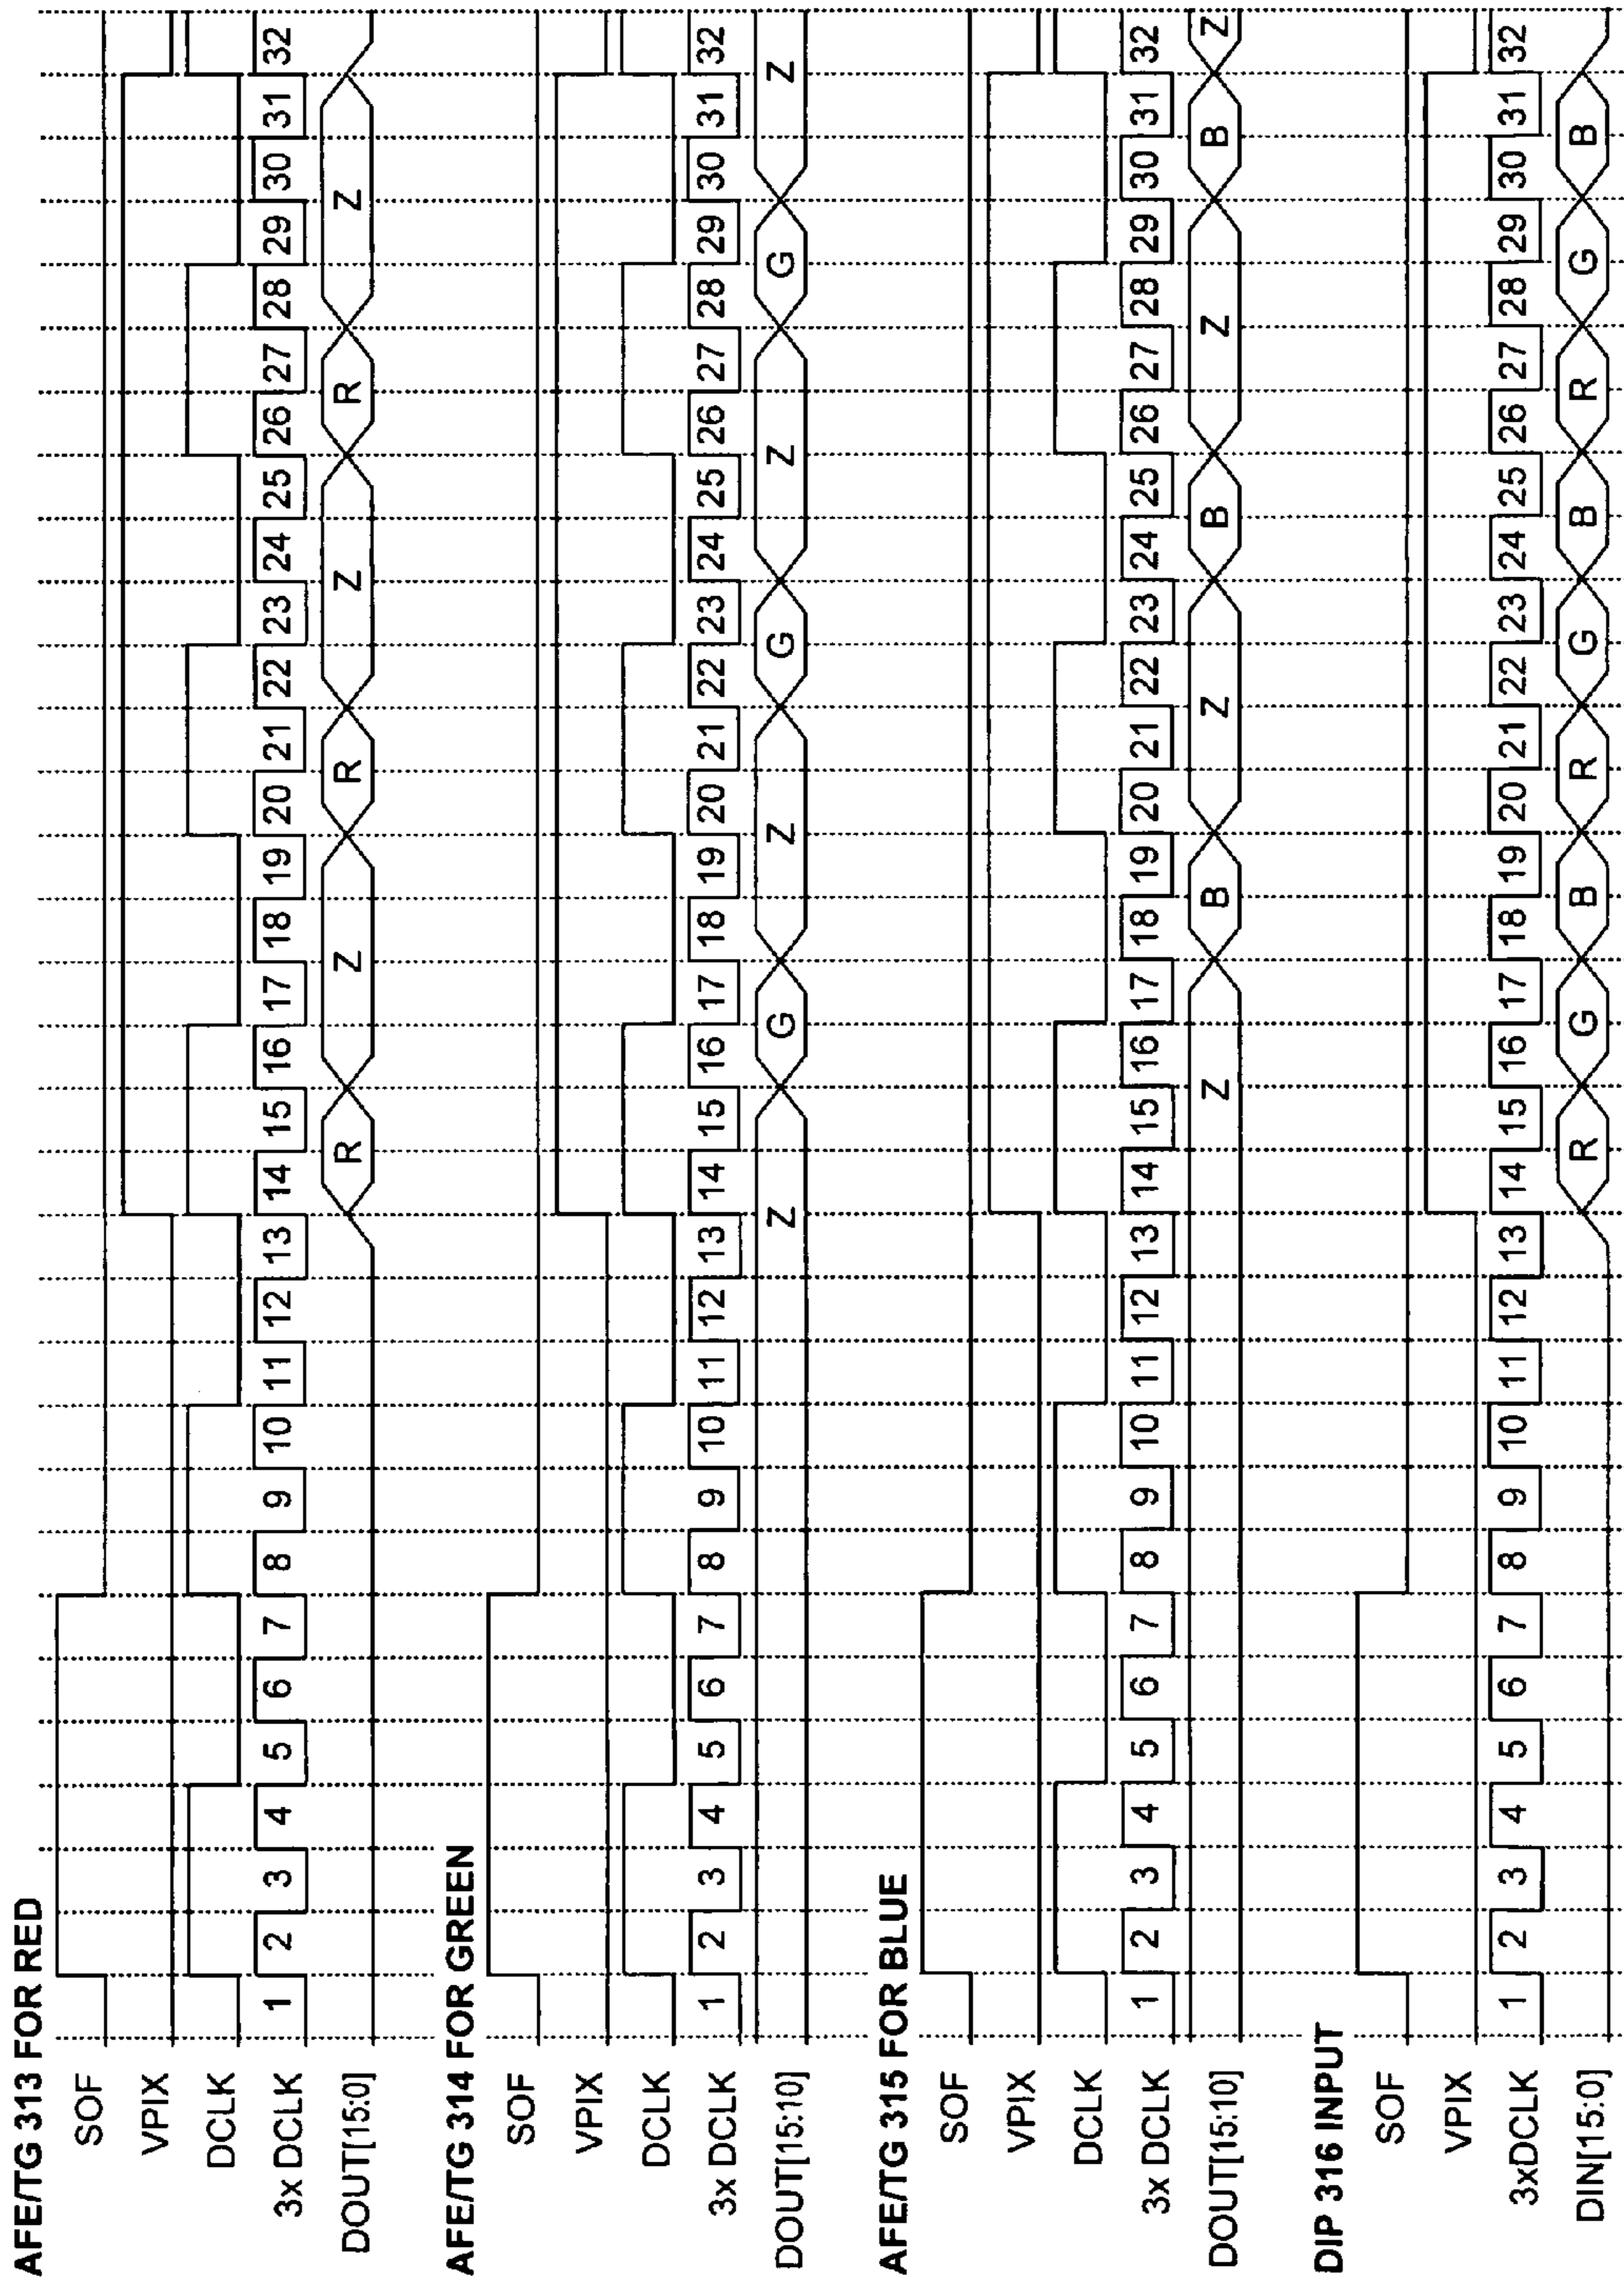 AFE/TG 313 FOR RED
SOF
VPIX
DCLK
3x DCLK 1 2 3 4 5 6 7 8 9 10 11 12 13 14 15 16 17 18 19 20 21 22 23 24 25 26 27 28 29 30 31 32
DOUT[15:0] R Z R Z R Z
AFE/TG 314 FOR GREEN
SOF
VPIX
DCLK
3x DCLK 1 2 3 4 5 6 7 8 9 10 11 12 13 14 15 16 17 18 19 20 21 22 23 24 25 26 27 28 29 30 31 32
DOUT[15:10] Z G Z G Z G Z
AFE/TG 315 FOR BLUE
SOF
VPIX
DCLK
3x DCLK 1 2 3 4 5 6 7 8 9 10 11 12 13 14 15 16 17 18 19 20 21 22 23 24 25 26 27 28 29 30 31 32
DOUT[15:10] Z B Z B Z B Z
DIP 316 INPUT
SOF
VPIX
3xDCLK 1 2 3 4 5 6 7 8 9 10 11 12 13 14 15 16 17 18 19 20 21 22 23 24 25 26 27 28 29 30 31 32
DIN[15:0] R G B R G B R G B